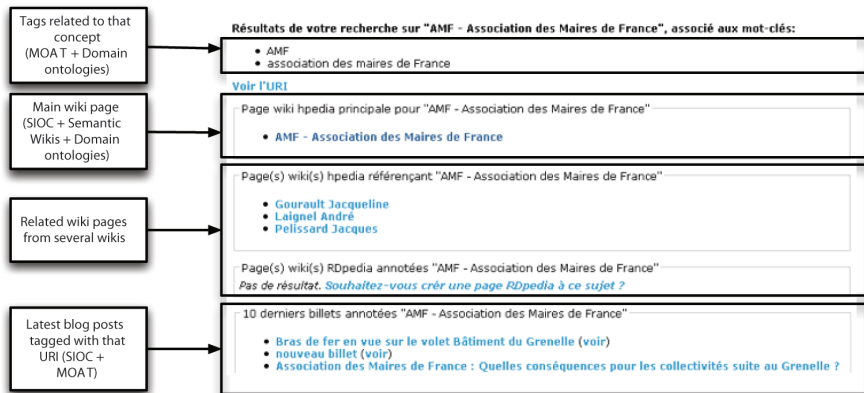 Tags related to that
concept
(MOAT + Domain
ontologies)
Résultats de votre recherche sur "AMF - Association des Maires de France", associé aux mot-clés:
• AMF
• association des maires de France
Voir l'URI
Main wiki page
(SIOC + Semantic
Wikis + Domain
ontologies)
Page wiki hpedia principale pour "AMF - Association des Maires de France"
• AMF - Association des Maires de France
Related wiki pages
from several wikis
Page(s) wiki(s) hpedia référençant "AMF - Association des Maires de France"
• Gourault Jacqueline
• Laignel André
• Pelissard Jacques
Page(s) wiki(s) RDpedia annotées "AMF - Association des Maires de France"
Pas de résultat. Souhaitez-vous crér une page RDpedia à ce sujet ?
Latest blog posts
tagged with that
URI (SIOC +
MOAT)
10 derniers billets annotées "AMF - Association des Maires de France"
• Bras de fer en vue sur le volet Bâtiment du Grenelle (voir)
• nouveau billet (voir)
• Association des Maires de France : Quelles conséquences pour les collectivités suite au Grenelle ?